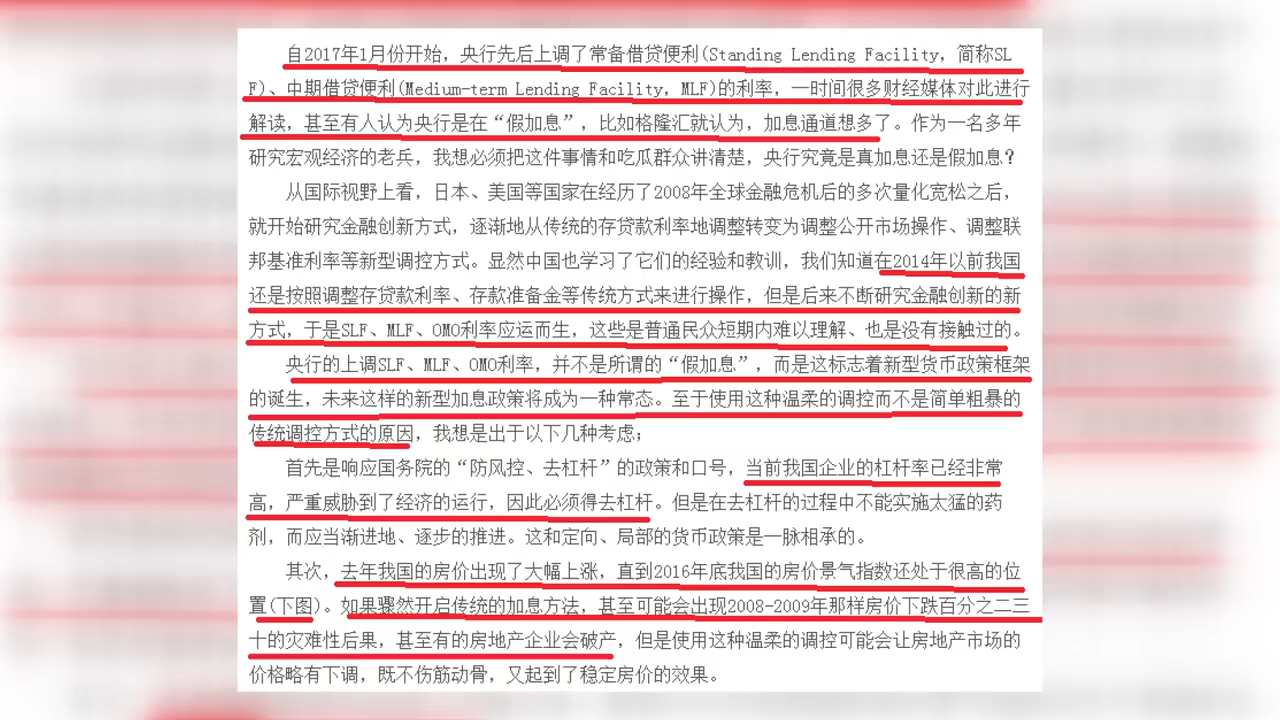 自2017年1月份开始，央行先后上调了常备借贷便利(Standing Lending Facility，简称SL
F)、中期借贷便利(Medium-term Lending Facility，MLF)的利率，一时间很多财经媒体对此进行
解读，甚至有人认为央行是在“假加息”，比如格隆汇就认为，加息通道想多了。作为一名多年
研究宏观经济的老兵，我想必须把这件事情和吃瓜群众讲清楚，央行究竟是真加息还是假加息？
从国际视野上看，日本、美国等国家在经历了2008年全球金融危机后的多次量化宽松之后，
就开始研究金融创新方式，逐渐地从传统的存贷款利率地调整转变为调整公开市场操作、调整联
邦基准利率等新型调控方式。显然中国也学习了它们的经验和教训，我们知道在2014年以前我国
还是按照调整存贷款利率、存款准备金等传统方式来进行操作，但是后来不断研究金融创新的新
方式，于是SLF、MLF、OMO利率应运而生，这些是普通民众短期内难以理解、也是没有接触过的。
央行的上调SLF、MLF、OMO利率，并不是所谓的“假加息”，而是这标志着新型货币政策框架
的诞生，未来这样的新型加息政策将成为一种常态。至于使用这种温柔的调控而不是简单粗暴的
传统调控方式的原因，我想是出于以下几种考虑；
首先是响应国务院的“防风控、去杠杆”的政策和口号，当前我国企业的杠杆率已经非常
高，严重威胁到了经济的运行，因此必须得去杠杆。但是在去杠杆的过程中不能实施太猛的药
剂，而应当渐进地、逐步的推进。这和定向、局部的货币政策是一脉相承的。
其次，去年我国的房价出现了大幅上涨，直到2016年底我国的房价景气指数还处于很高的位
置(下图)。如果骤然开启传统的加息方法，甚至可能会出现2008-2009年那样房价下跌百分之二三
十的灾难性后果，甚至有的房地产企业会破产，但是使用这种温柔的调控可能会让房地产市场的
价格略有下调，既不伤筋动骨，又起到了稳定房价的效果。